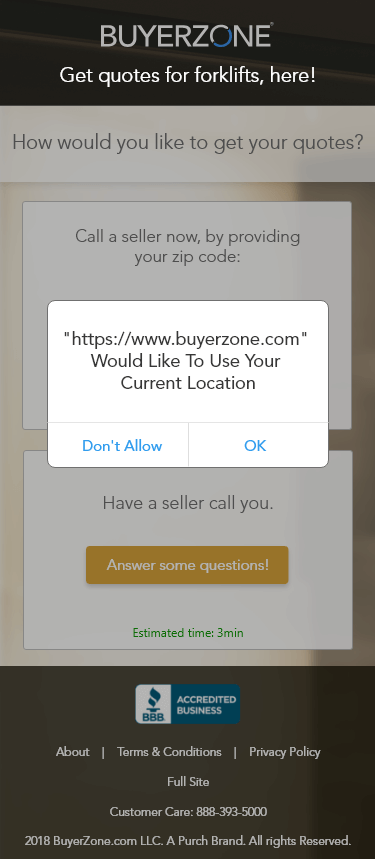 BUYERZONE®
Get quotes for forklifts, here!
How would you like to get your quotes?
Call a seller now, by providing
your zip code:
"https://www.buyerzone.com"
Would Like To Use Your
Current Location
Don't Allow
OK
Have a seller call you.
Answer some questions!
Estimated time: 3min
BBB
ACCREDITED
BUSINESS
About | Terms & Conditions | Privacy Policy
Full Site
Customer Care: 888-393-5000
2018 BuyerZone.com LLC. A Purch Brand. All rights Reserved.